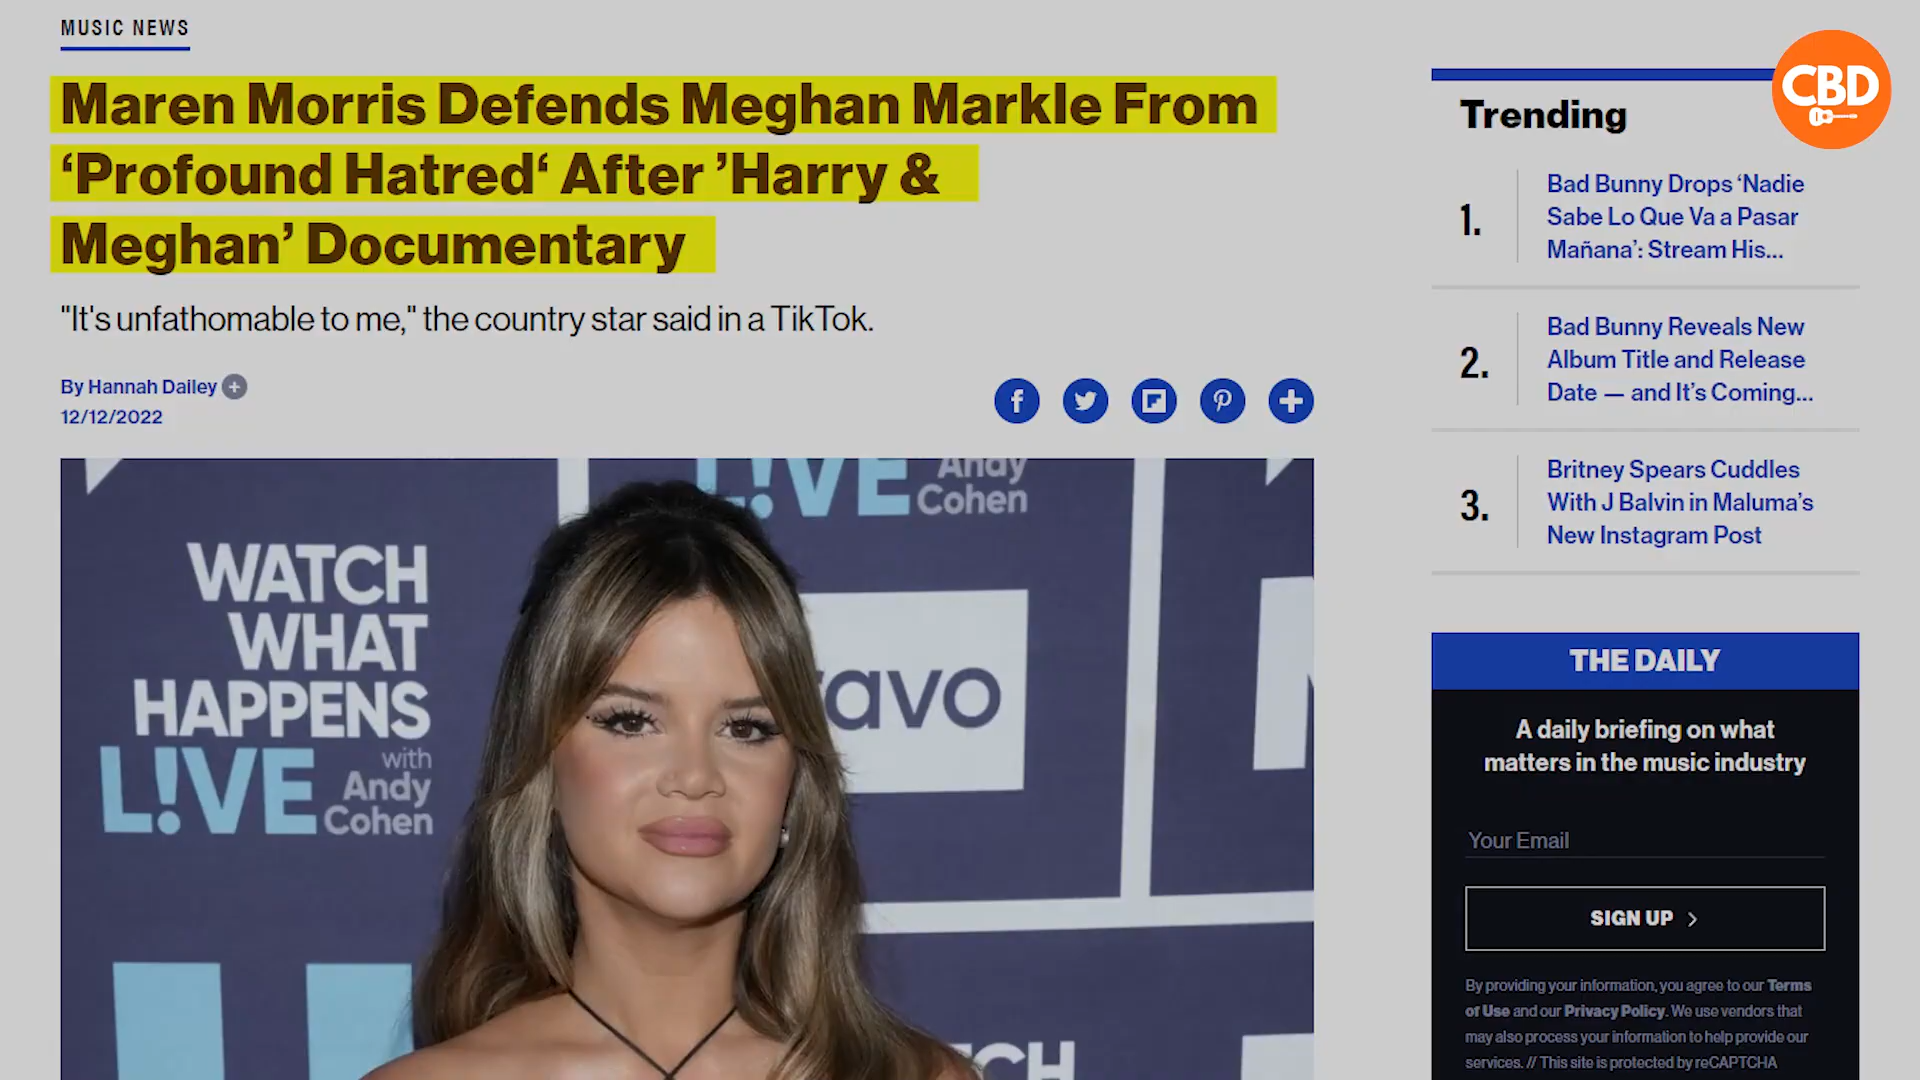 MUSIC NEWS
Maren Morris Defends Meghan Markle From
‘Profound Hatred‘ After ’Harry &
Meghan’ Documentary
"It's unfathomable to me," the country star said in a TikTok.
By Hannah Dailey
12/12/2022
WATCH
WHAT
HAPPENS
L!VE
with
Andy
Cohen
L!VE
Andy
Cohen
avo
CBD
Trending
1.
Bad Bunny Drops ‘Nadie
Sabe Lo Que Va a Pasar
Mañana’: Stream His...
2.
Bad Bunny Reveals New
Album Title and Release
Date — and It’s Coming...
3.
Britney Spears Cuddles
With J Balvin in Maluma’s
New Instagram Post
THE DAILY
A daily briefing on what
matters in the music industry
Your Email
SIGN UP
By providing your information, you agree to our Terms
of Use and our Privacy Policy. We use vendors that
may also process your information to help provide our
services. // This site is protected by reCAPTCHA